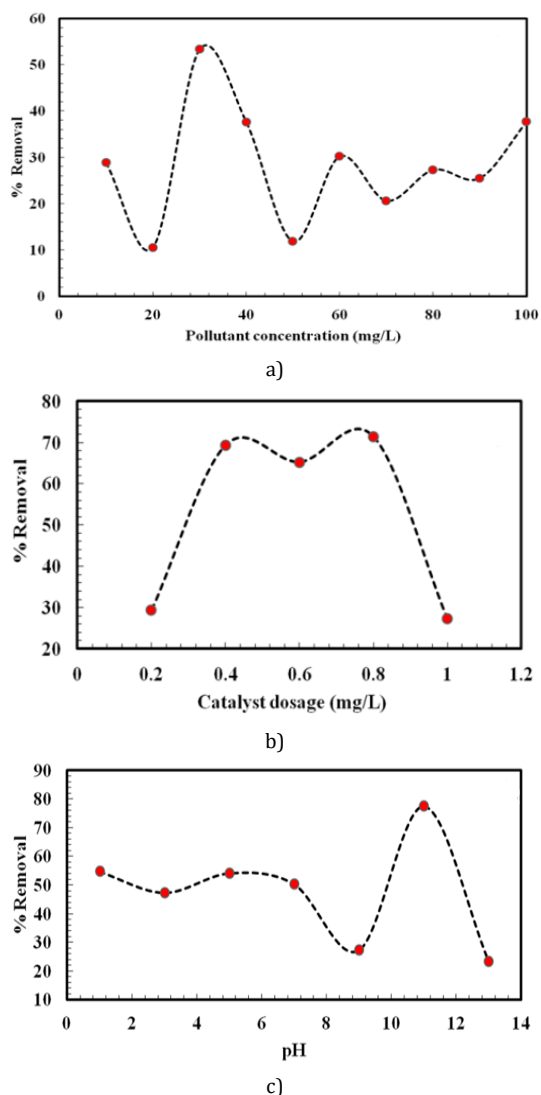 60
50
40
30
20
10
0
% Removal
0 20 40 60 80 100
Pollutant concentration (mg/L)
a)
80
70
60
50
40
30
20
% Removal
0 0.2 0.4 0.6 0.8 1 1.2
Catalyst dosage (mg/L)
b)
90
80
70
60
50
40
30
20
10
% Removal
0 2 4 6 8 10 12 14
pH
c)